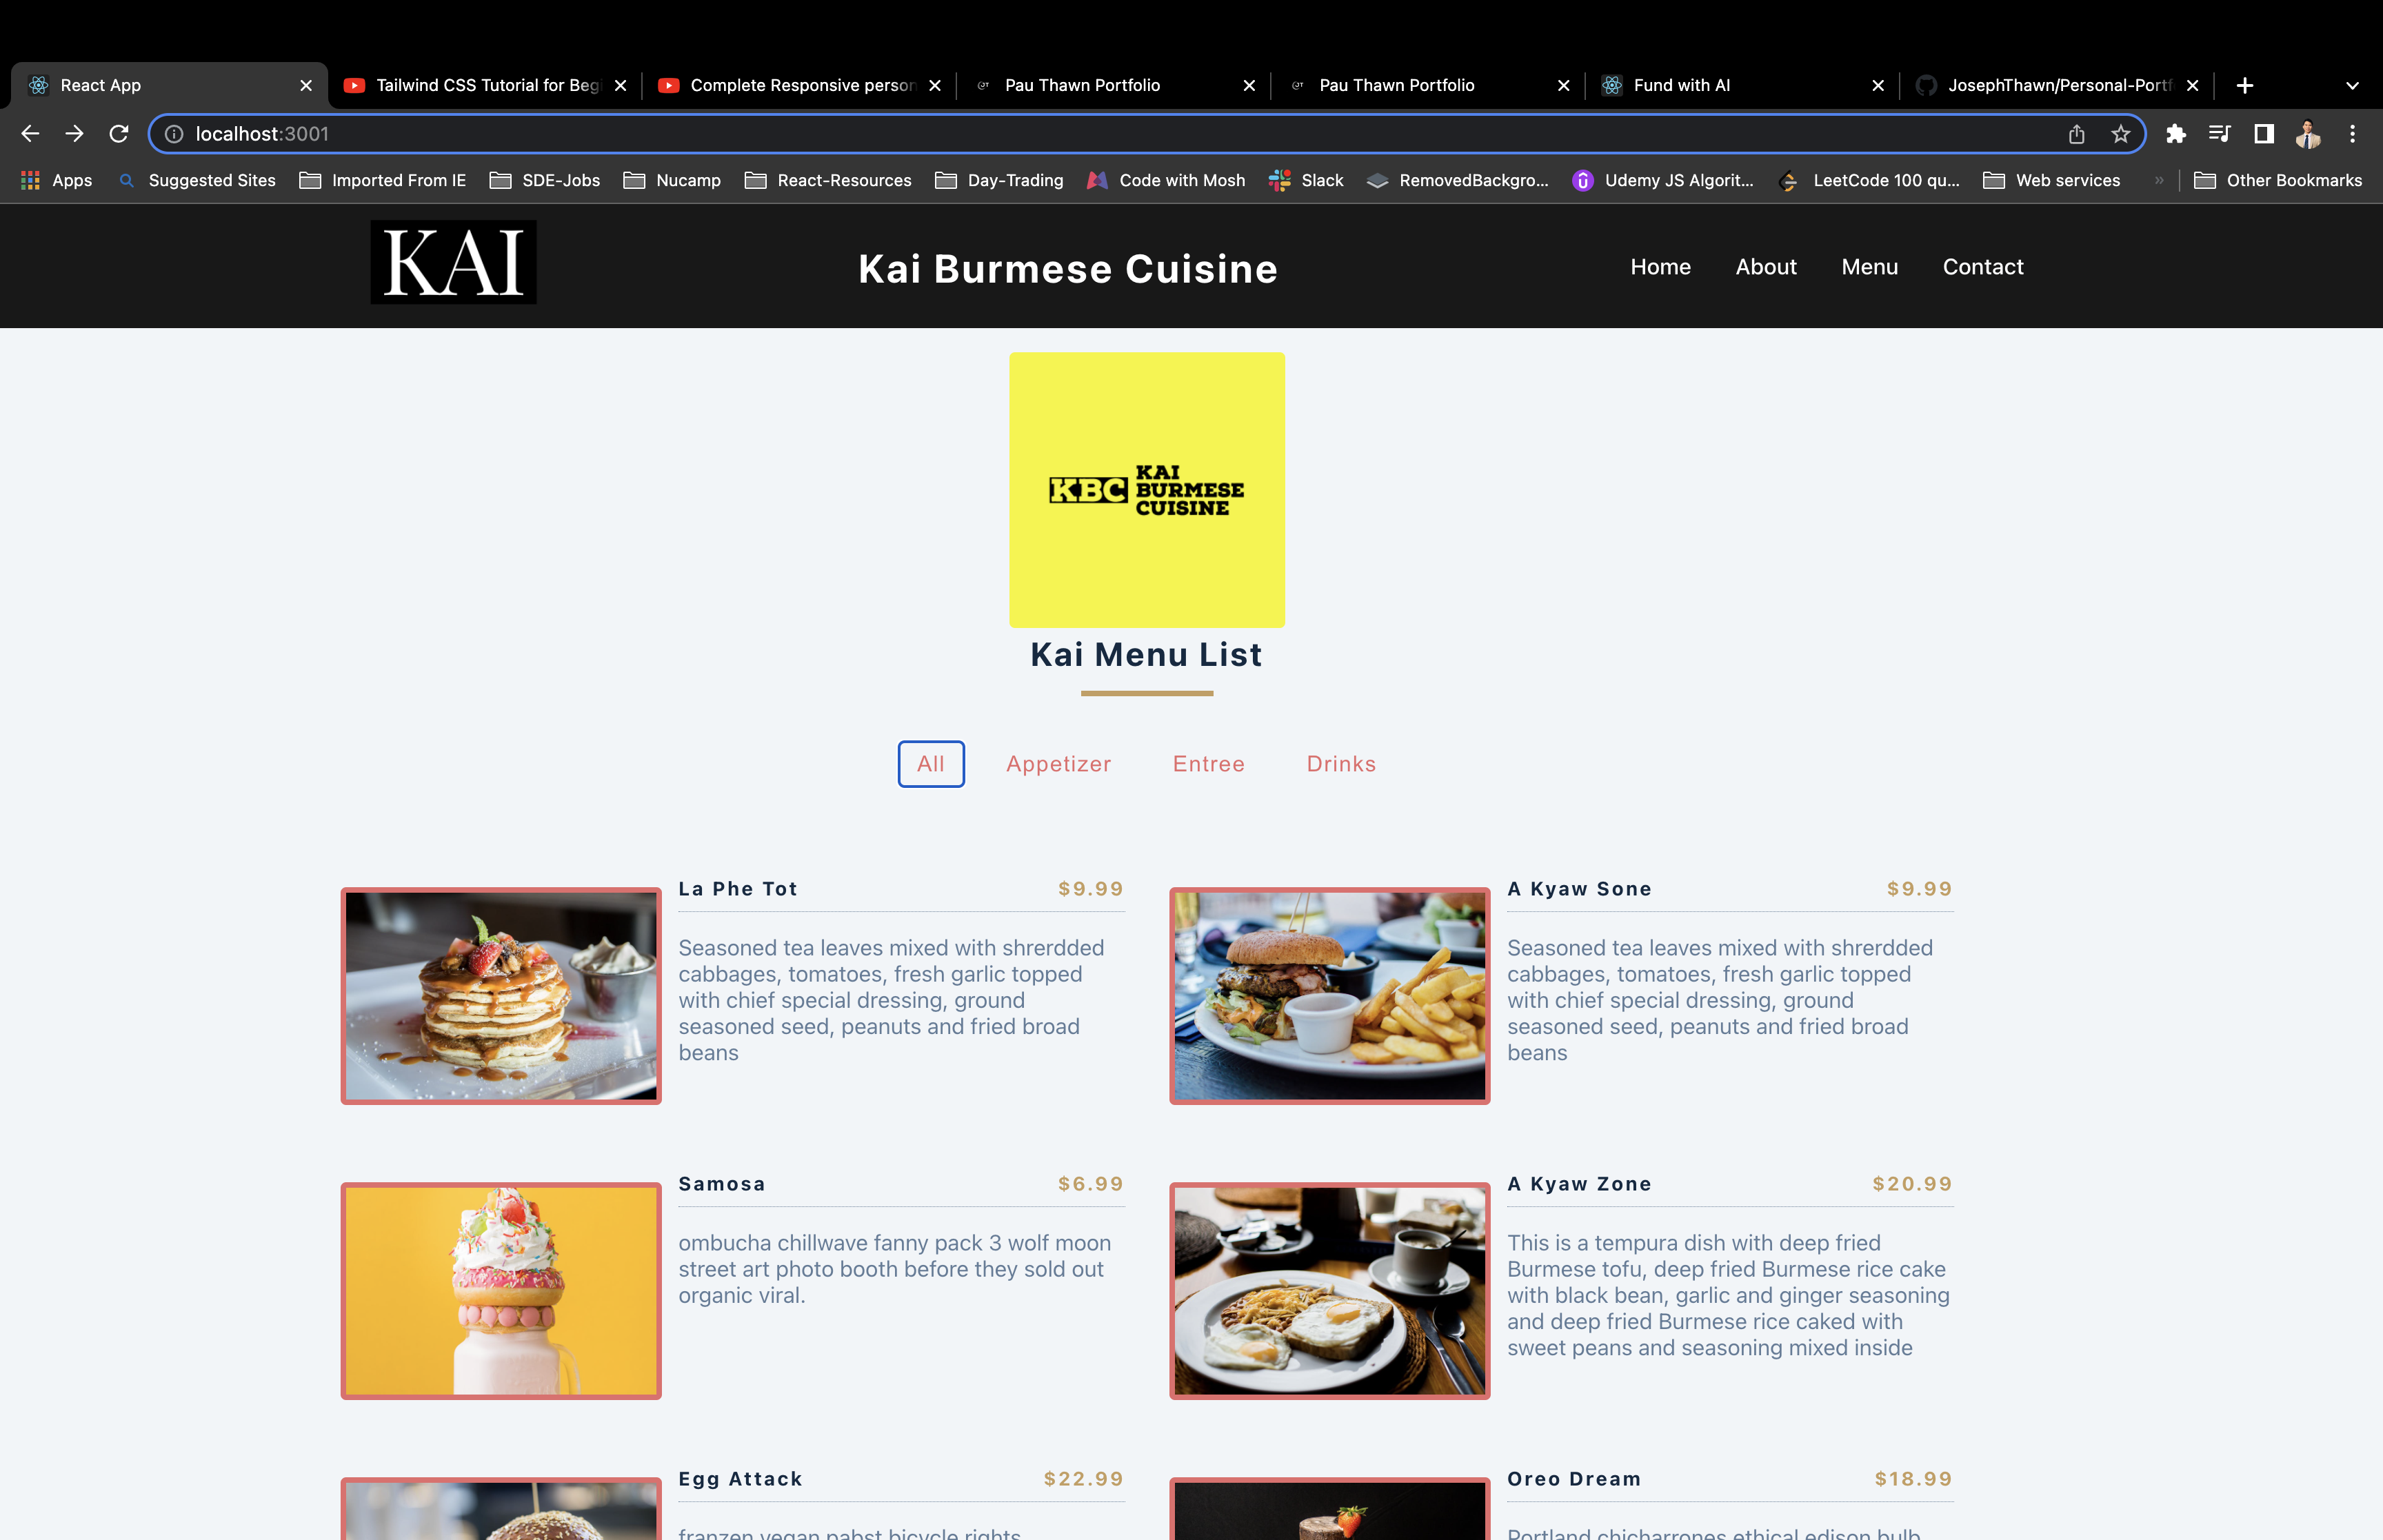 React App
Tailwind CSS Tutorial for Beg
Complete Responsive person
Pau Thawn Portfolio
Pau Thawn Portfolio
Fund with AI
JosephThawn/Personal-Portf
localhost:3001
Apps
Suggested Sites
Imported From IE
SDE-Jobs
Nucamp
React-Resources
Day-Trading
Code with Mosh
Slack
RemovedBackgro...
Udemy JS Algorit...
LeetCode 100 qu...
Web services
»
Other Bookmarks
KAI
Kai Burmese Cuisine
Home
About
Menu
Contact
KBC
KAI
BURMESE
CUISINE
Kai Menu List
All
Appetizer
Entree
Drinks
La Phe Tot
$9.99
Seasoned tea leaves mixed with shrerdded
cabbages, tomatoes, fresh garlic topped
with chief special dressing, ground
seasoned seed, peanuts and fried broad
beans
A Kyaw Sone
$9.99
Seasoned tea leaves mixed with shrerdded
cabbages, tomatoes, fresh garlic topped
with chief special dressing, ground
seasoned seed, peanuts and fried broad
beans
Samosa
$6.99
ombucha chillwave fanny pack 3 wolf moon
street art photo booth before they sold out
organic viral.
A Kyaw Zone
$20.99
This is a tempura dish with deep fried
Burmese tofu, deep fried Burmese rice cake
with black bean, garlic and ginger seasoning
and deep fried Burmese rice caked with
sweet peans and seasoning mixed inside
Egg Attack
$22.99
franzen vegan pabst bicycle rights
Oreo Dream
$18.99
Portland chicharrones ethical edison bulb